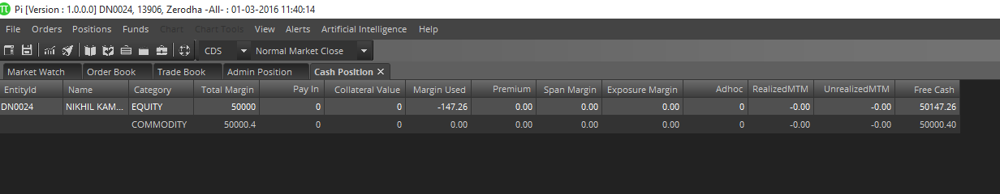 Pi [Version : 1.0.0.0] DN0024, 13906, Zerodha -All- : 01-03-2016 11:40:14
File Orders Positions Funds Chart Chart Tools View Alerts Artificial Intelligence Help
CDS Normal Market Close
Market Watch Order Book Trade Book Admin Position Cash Position
EntityId Name Category Total Margin Pay In Collateral Value Margin Used Premium Span Margin Exposure Margin Adhoc RealizedMTM UnrealizedMTM Free Cash
DN0024 NIKHIL KAM... EQUITY 50000 0 0 -147.26 0.00 0.00 0.00 0 -0.00 -0.00 50147.26
COMMODITY 50000.4 0 0 0.00 0.00 0.00 0.00 0 -0.00 -0.00 50000.40